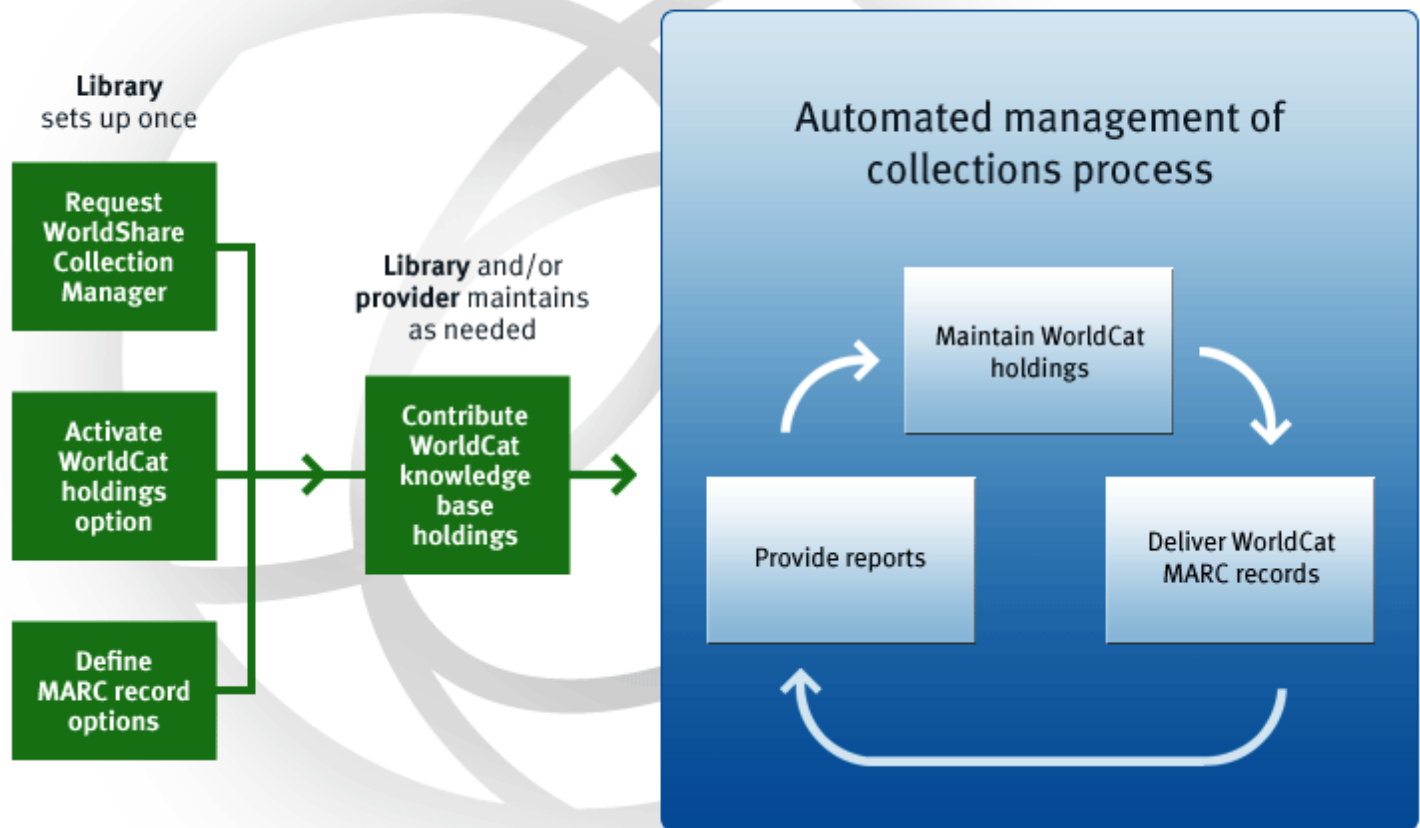 Library
sets up once
Request
WorldShare
Collection
Manager
Activate
WorldCat
holdings
option
Define
MARC record
options
Library and/or
provider maintains
as needed
Contribute
WorldCat
knowledge
base
holdings
Automated management of
collections process
Maintain WorldCat
holdings
Deliver WorldCat
MARC records
Provide reports